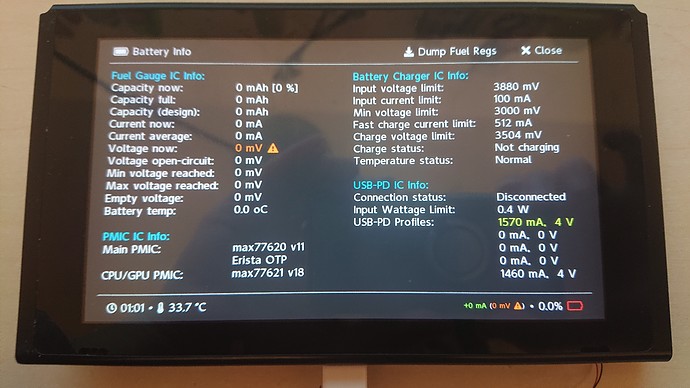 Battery Info
Dump Fuel Regs
Close
Fuel Gauge IC Info:
Capacity now: 0 mAh [0 %]
Capacity full: 0 mAh
Capacity (design): 0 mAh
Current now: 0 mA
Current average: 0 mA
Voltage now: 0 mV
Voltage open-circuit: 0 mV
Min voltage reached: 0 mV
Max voltage reached: 0 mV
Empty voltage: 0 mV
Battery temp: 0.0 oC
PMIC IC Info:
Main PMIC: max77620 v11
Erista OTP
CPU/GPU PMIC: max77621 v18
Battery Charger IC Info:
Input voltage limit: 3880 mV
Input current limit: 100 mA
Min voltage limit: 3000 mV
Fast charge current limit: 512 mA
Charge voltage limit: 3504 mV
Charge status: Not charging
Temperature status: Normal
USB-PD IC Info:
Connection status: Disconnected
Input Wattage Limit: 0.4 W
USB-PD Profiles: 1570 mA, 4 V
0 mA, 0 V
0 mA, 0 V
0 mA, 0 V
1460 mA, 4 V
01:01 • 33.7 °C
+0 mA (0 mV) • 0.0%